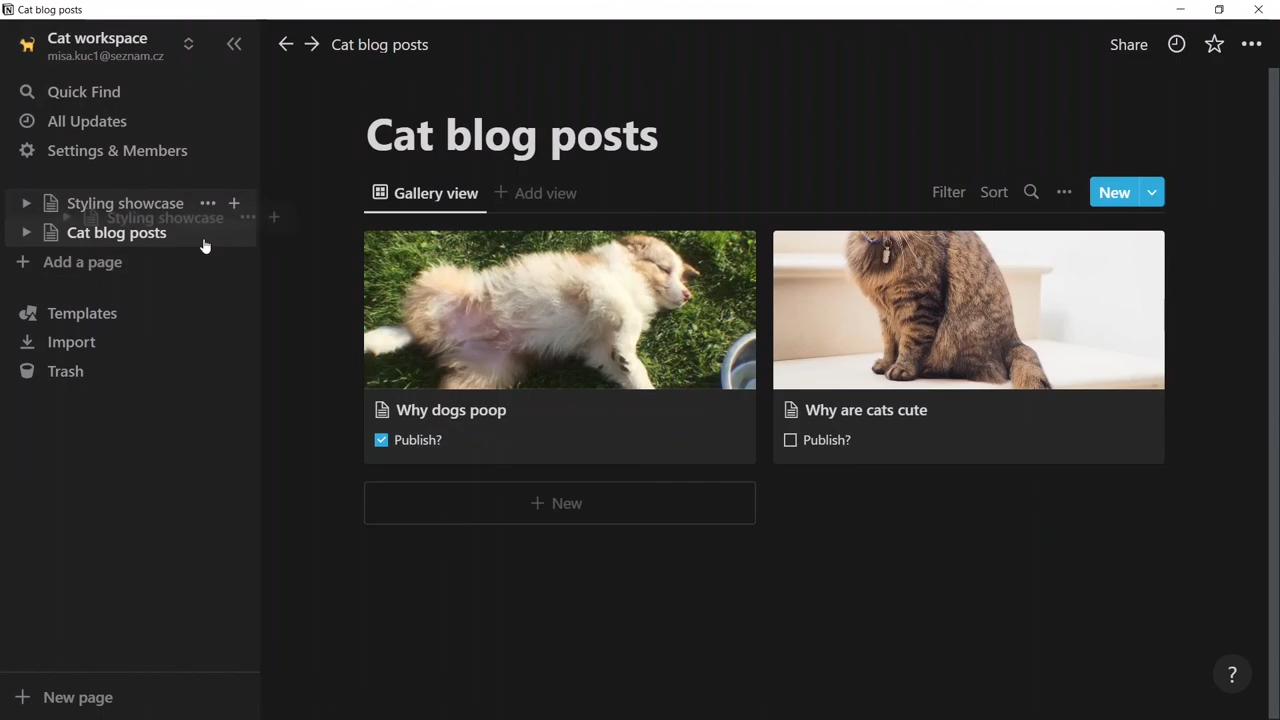 Cat blog posts
Cat workspace
misa.kuc1@seznam.cz
Cat blog posts
Share
Quick Find
All Updates
Settings & Members
Styling showcase
Styling showcase
Cat blog posts
Add a page
Templates
Import
Trash
New page
Cat blog posts
Gallery view
Add view
Filter
Sort
New
Why dogs poop
Publish?
Why are cats cute
Publish?
New
?